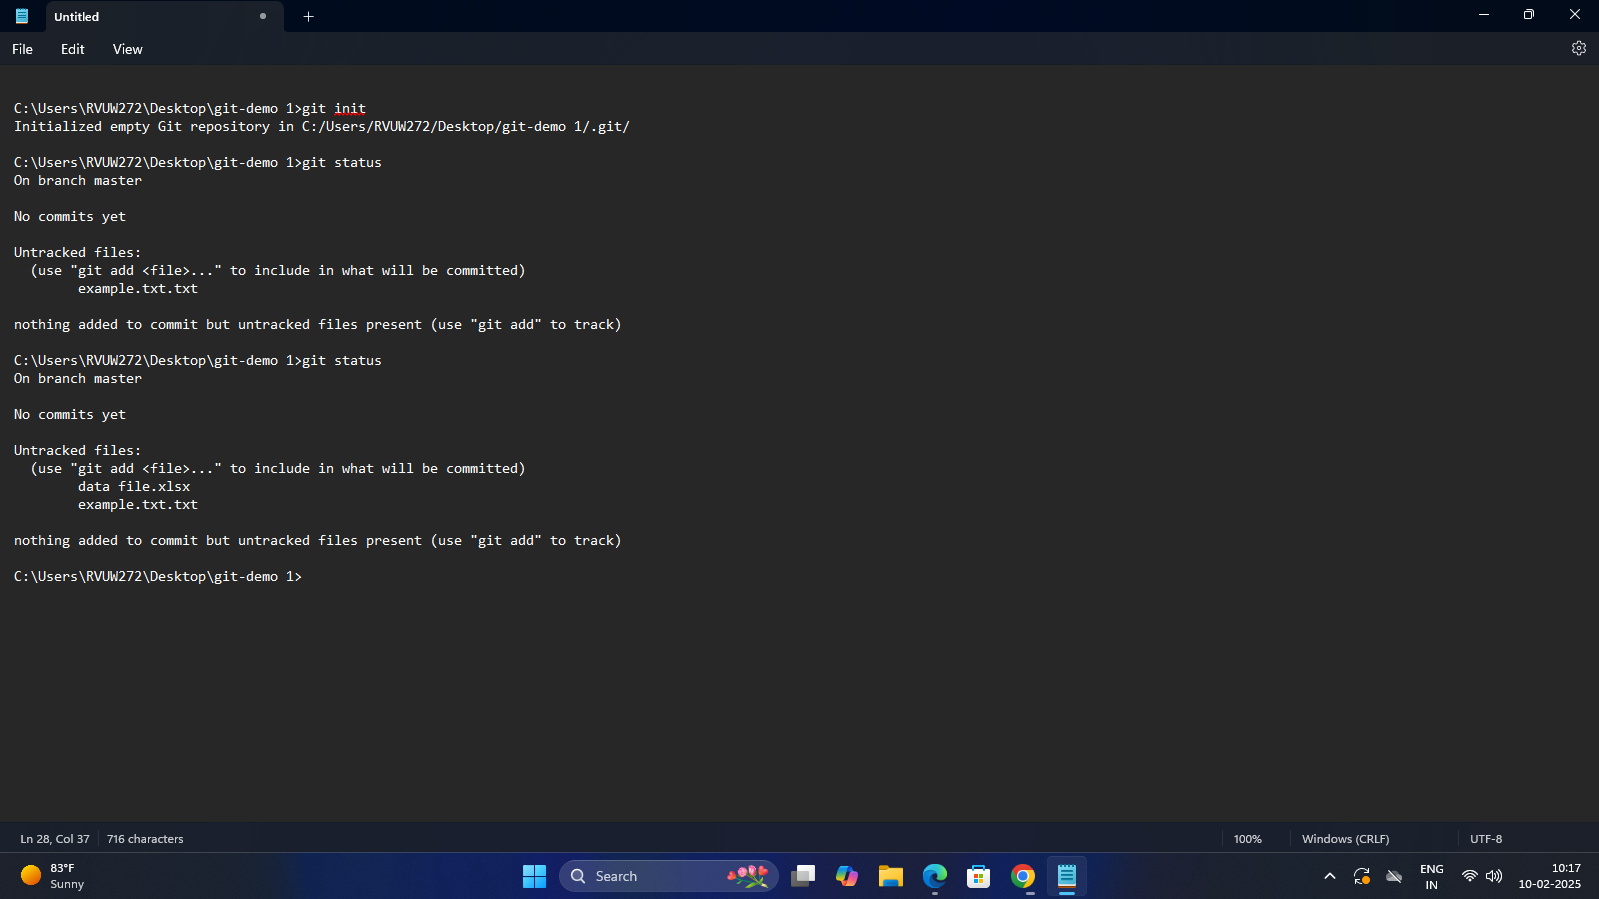 Untitled
File Edit View
C:\Users\RVUW272\Desktop\git-demo 1>git init
Initialized empty Git repository in C:/Users/RVUW272/Desktop/git-demo 1/.git/
C:\Users\RVUW272\Desktop\git-demo 1>git status
On branch master
No commits yet
Untracked files:
  (use "git add <file>..." to include in what will be committed)
        example.txt.txt
nothing added to commit but untracked files present (use "git add" to track)
C:\Users\RVUW272\Desktop\git-demo 1>git status
On branch master
No commits yet
Untracked files:
  (use "git add <file>..." to include in what will be committed)
        data file.xlsx
        example.txt.txt
nothing added to commit but untracked files present (use "git add" to track)
C:\Users\RVUW272\Desktop\git-demo 1>
Ln 28, Col 37 716 characters 100% Windows (CRLF) UTF-8
83°F
Sunny
Search
ENG
IN
10:17
10-02-2025